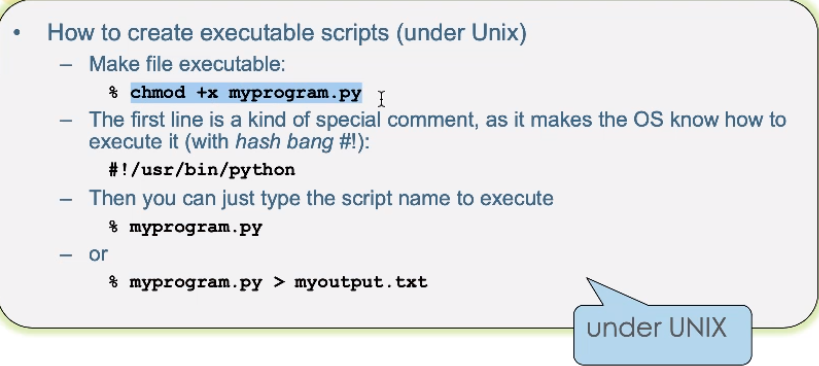 • How to create executable scripts (under Unix)
– Make file executable:
% chmod +x myprogram.py
– The first line is a kind of special comment, as it makes the OS know how to
execute it (with hash bang #!):
#!/usr/bin/python
– Then you can just type the script name to execute
% myprogram.py
– or
% myprogram.py > myoutput.txt
under UNIX